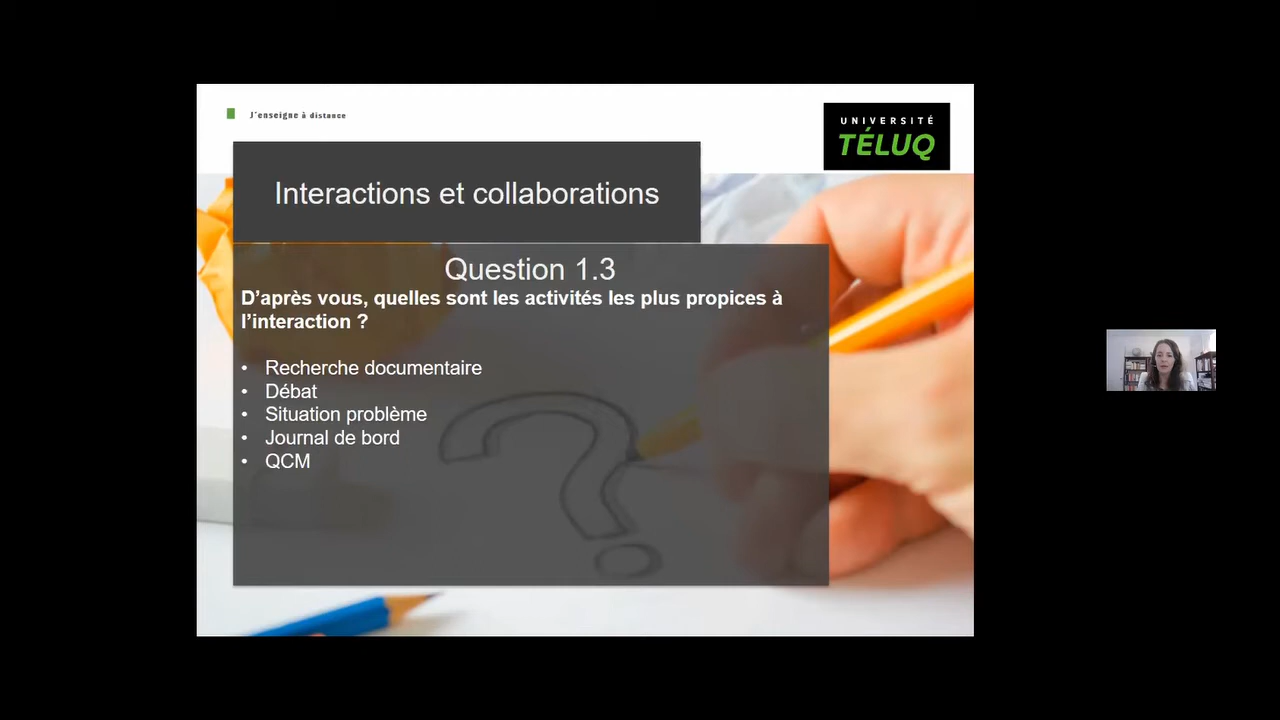 J'enseigne à distance
UNIVERSITÉ
TÉLUQ
Interactions et collaborations
Question 1.3
D'après vous, quelles sont les activités les plus propices à
l'interaction ?
• Recherche documentaire
• Débat
• Situation problème
• Journal de bord
• QCM